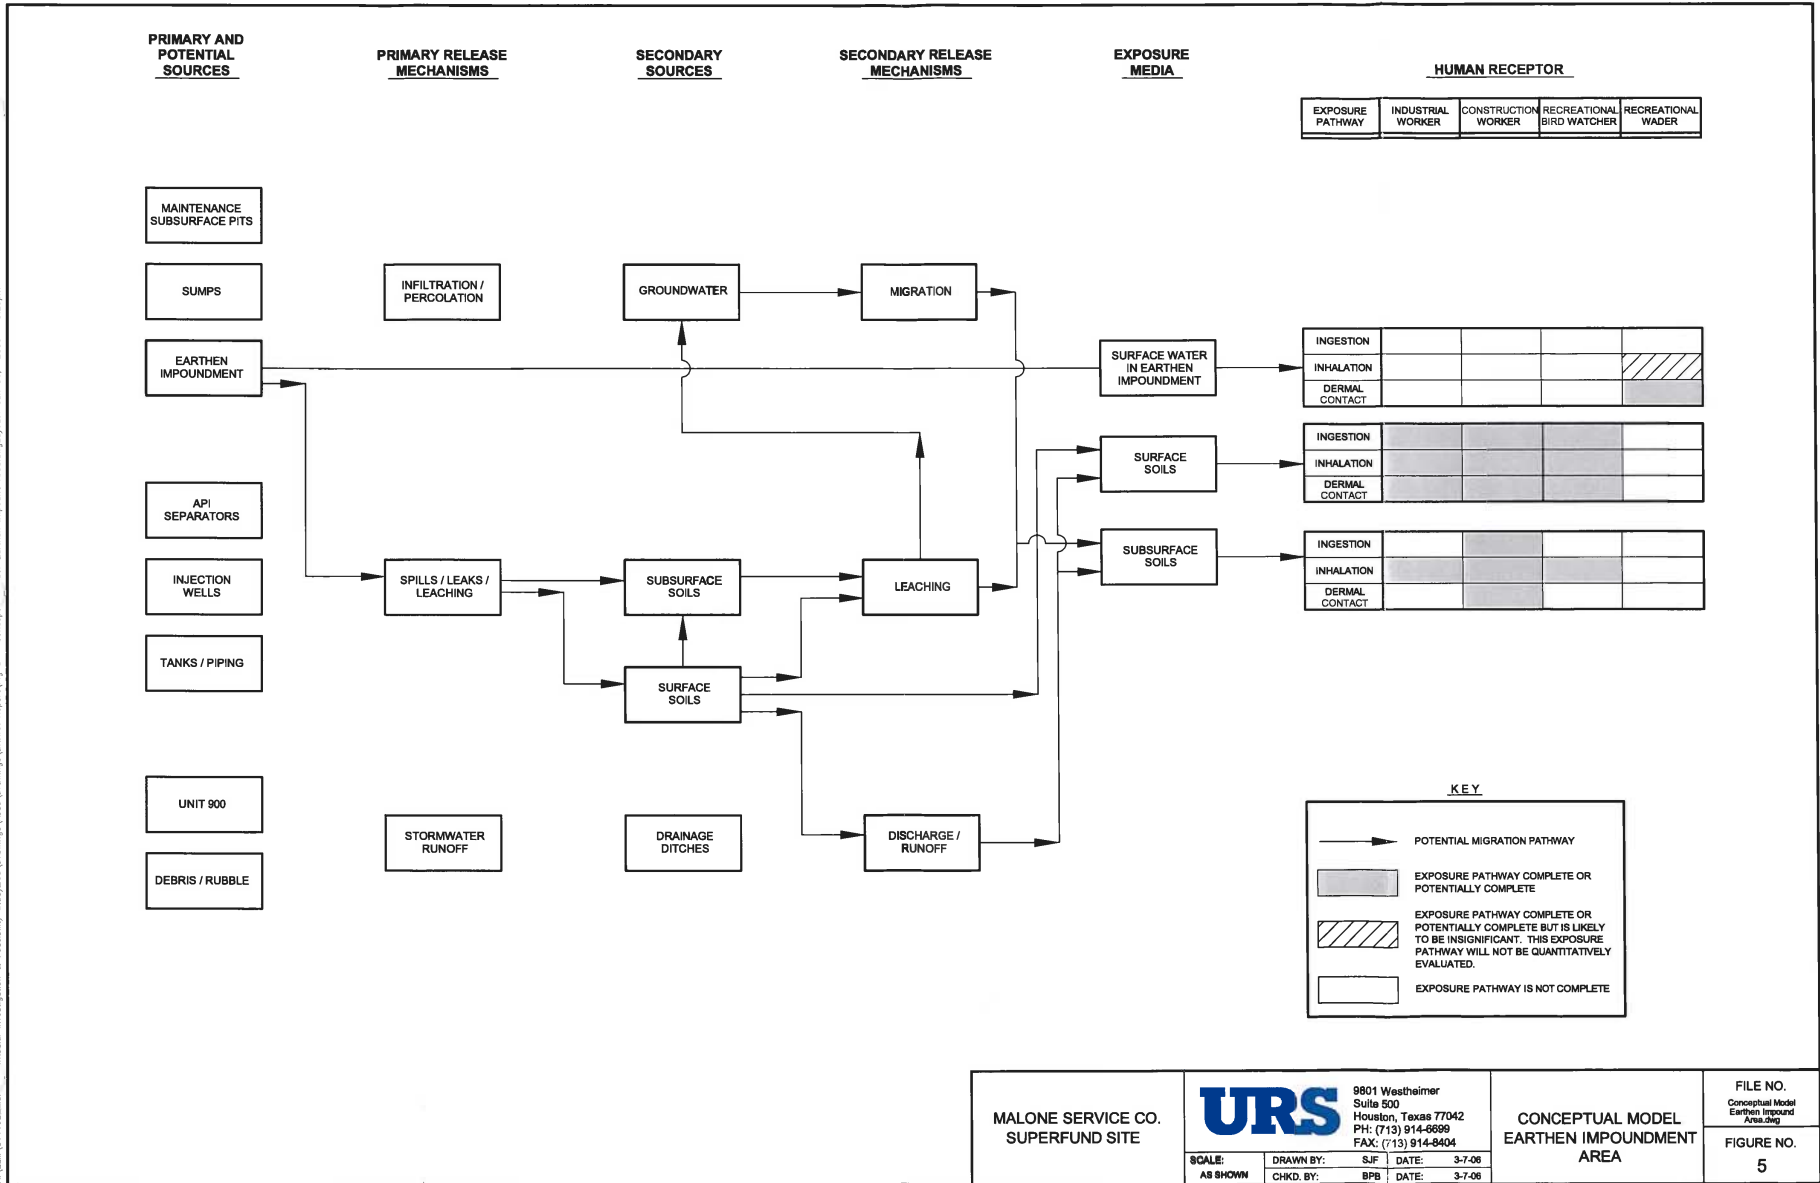 PRIMARY AND
POTENTIAL
SOURCES
PRIMARY RELEASE
MECHANISMS
SECONDARY
SOURCES
SECONDARY RELEASE
MECHANISMS
EXPOSURE
MEDIA
HUMAN RECEPTOR
EXPOSURE
PATHWAY
INDUSTRIAL
WORKER
CONSTRUCTION
WORKER
RECREATIONAL
BIRD WATCHER
RECREATIONAL
WADER
MAINTENANCE
SUBSURFACE PITS
SUMPS
INFILTRATION /
PERCOLATION
GROUNDWATER
MIGRATION
EARTHEN
IMPOUNDMENT
SURFACE WATER
IN EARTHEN
IMPOUNDMENT
INGESTION
INHALATION
DERMAL
CONTACT
SURFACE
SOILS
INGESTION
INHALATION
DERMAL
CONTACT
API
SEPARATORS
INJECTION
WELLS
SPILLS / LEAKS /
LEACHING
SUBSURFACE
SOILS
LEACHING
SUBSURFACE
SOILS
INGESTION
INHALATION
DERMAL
CONTACT
TANKS / PIPING
SURFACE
SOILS
UNIT 900
STORMWATER
RUNOFF
DRAINAGE
DITCHES
DISCHARGE /
RUNOFF
DEBRIS / RUBBLE
KEY
POTENTIAL MIGRATION PATHWAY
EXPOSURE PATHWAY COMPLETE OR
POTENTIALLY COMPLETE
EXPOSURE PATHWAY COMPLETE OR
POTENTIALLY COMPLETE BUT IS LIKELY
TO BE INSIGNIFICANT. THIS EXPOSURE
PATHWAY WILL NOT BE QUANTITATIVELY
EVALUATED.
EXPOSURE PATHWAY IS NOT COMPLETE
MALONE SERVICE CO.
SUPERFUND SITE
URS
9801 Westheimer
Suite 500
Houston, Texas 77042
PH: (713) 914-6699
FAX: (713) 914-8404
SCALE:
AS SHOWN
DRAWN BY: SJF DATE: 3-7-06
CHKD. BY: BPB DATE: 3-7-06
CONCEPTUAL MODEL
EARTHEN IMPOUNDMENT
AREA
FILE NO.
Conceptual Model
Earthen Impound
Area.dwg
FIGURE NO.
5